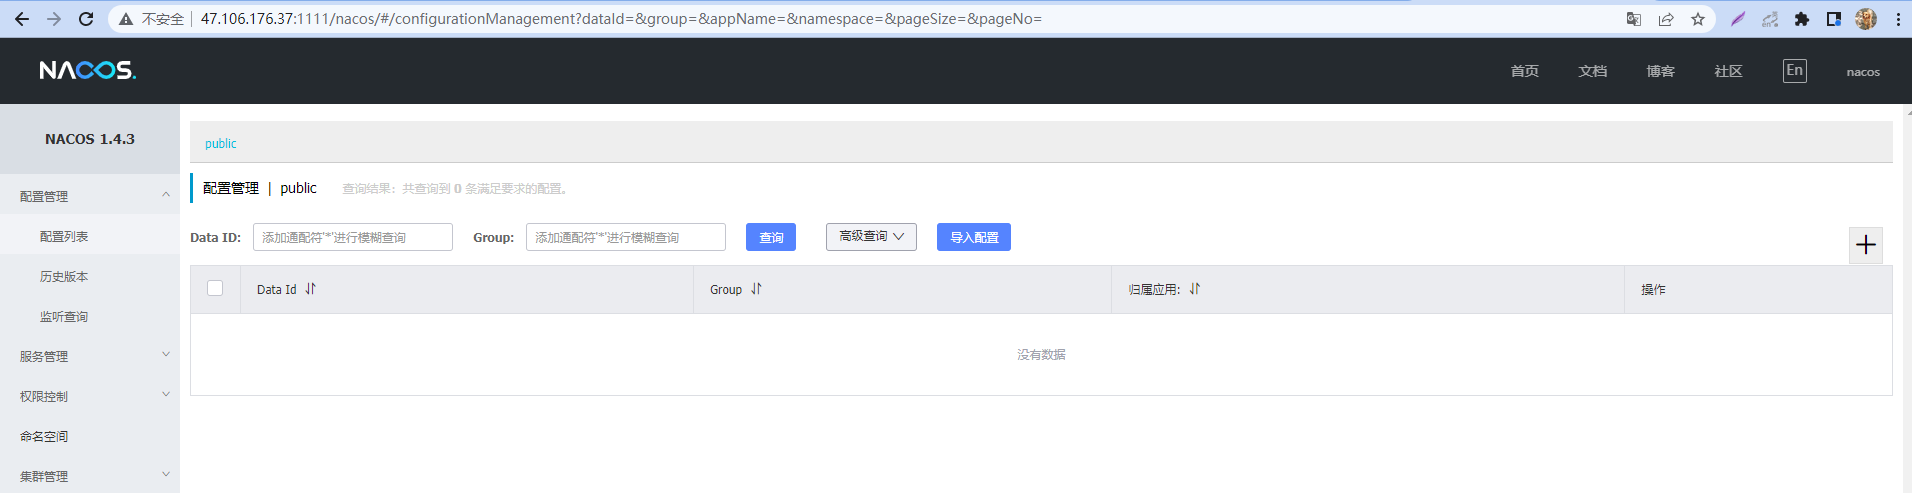 不安全 47.106.176.37:1111/nacos/#/configurationManagement?dataId=&group=&appName=&namespace=&pageSize=&pageNo=
NACOS.
首页 文档 博客 社区 En nacos
NACOS 1.4.3
public
配置管理
配置管理 | public 查询结果：共查询到 0 条满足要求的配置。
配置列表
Data ID: 添加通配符'*'进行模糊查询 Group: 添加通配符'*'进行模糊查询 查询 高级查询 导入配置
历史版本
Data Id Group 归属应用: 操作
监听查询
服务管理
没有数据
权限控制
命名空间
集群管理